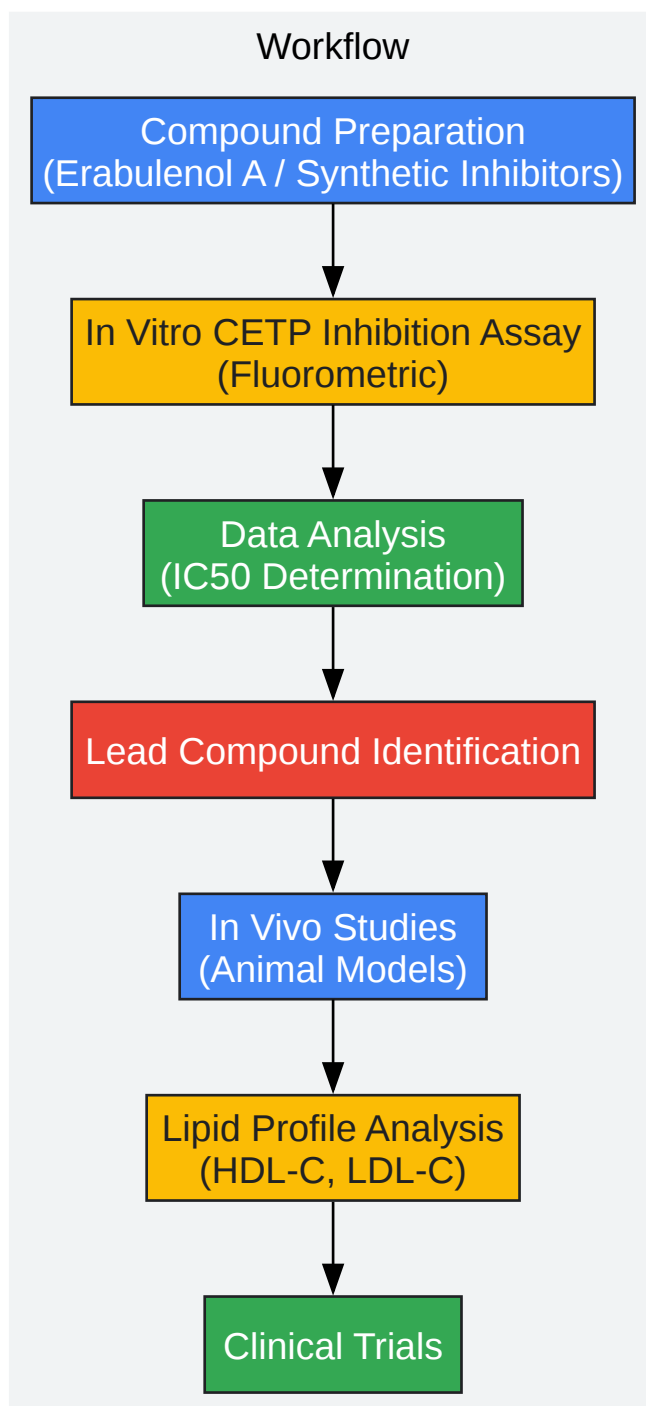 Workflow
Compound Preparation
(Erabulenol A / Synthetic Inhibitors)
In Vitro CETP Inhibition Assay
(Fluorometric)
Data Analysis
(IC50 Determination)
Lead Compound Identification
In Vivo Studies
(Animal Models)
Lipid Profile Analysis
(HDL-C, LDL-C)
Clinical Trials